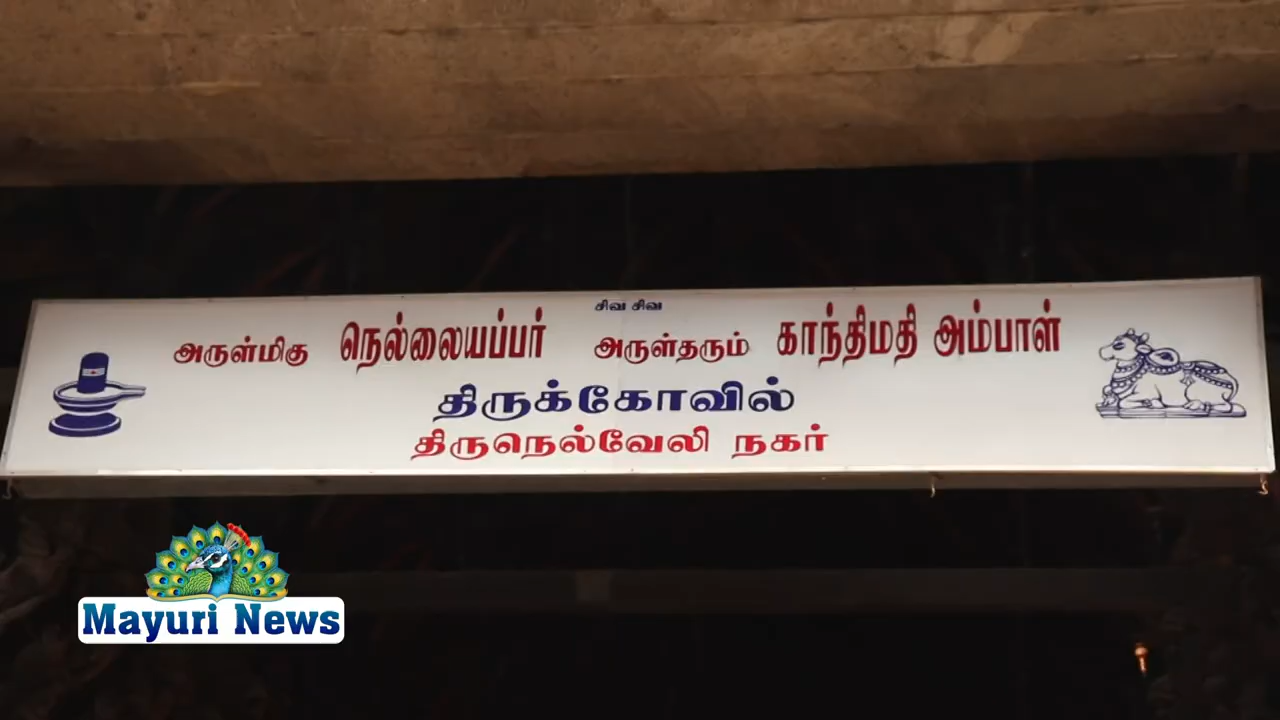 சிவ சிவ
அருள்மிகு நெல்லையப்பர் அருள்தரும் காந்திமதி அம்பாள்
திருக்கோவில்
திருநெல்வேலி நகர்
Mayuri News